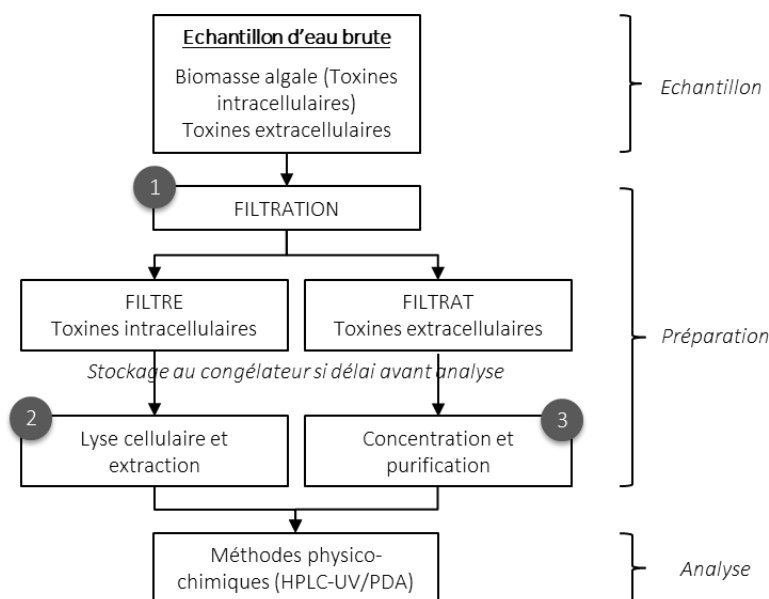 Echantillon d’eau brute
Biomasse algale (Toxines
intracellulaires)
Toxines extracellulaires
Echantillon
1
FILTRATION
FILTRE
Toxines intracellulaires
FILTRAT
Toxines extracellulaires
Préparation
Stockage au congélateur si délai avant analyse
2
Lyse cellulaire et
extraction
3
Concentration et
purification
Méthodes physico-
chimiques (HPLC-UV/PDA)
Analyse